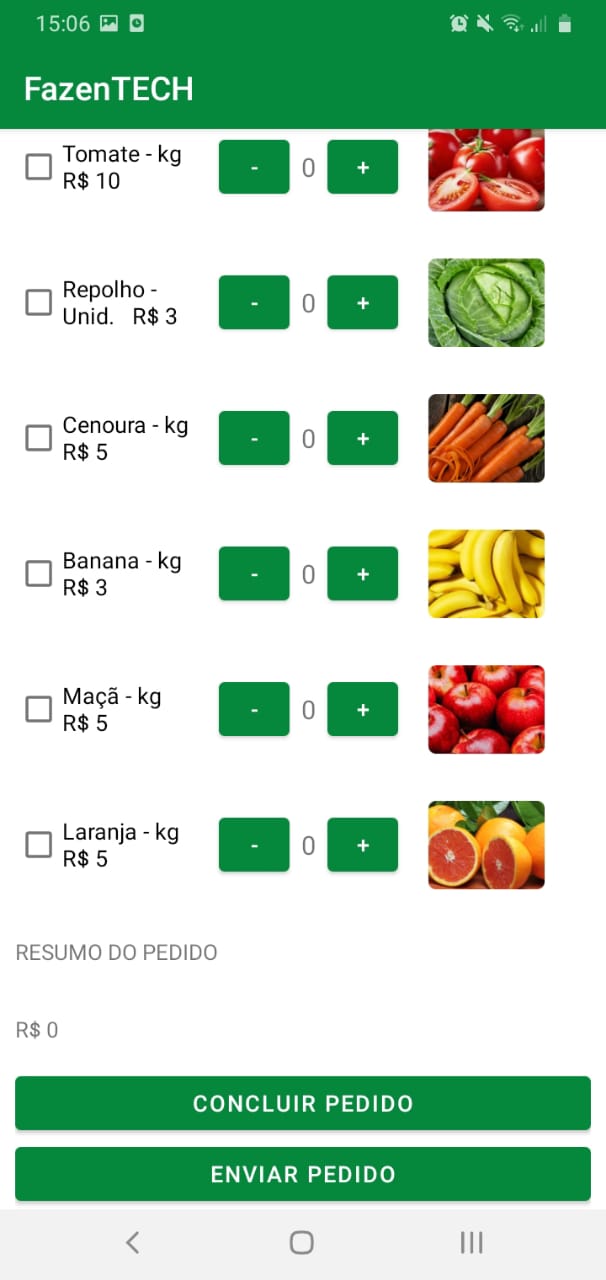 15:06
FazenTECH
Tomate - kg
R$ 10
- 0 +
Repolho -
Unid. R$ 3
- 0 +
Cenoura - kg
R$ 5
- 0 +
Banana - kg
R$ 3
- 0 +
Maçã - kg
R$ 5
- 0 +
Laranja - kg
R$ 5
- 0 +
RESUMO DO PEDIDO
R$ 0
CONCLUIR PEDIDO
ENVIAR PEDIDO